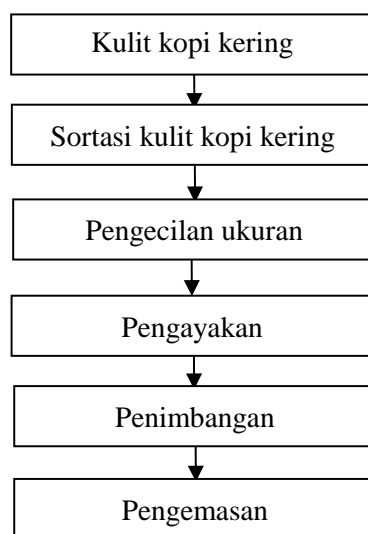 Kulit kopi kering
Sortasi kulit kopi kering
Pengecilan ukuran
Pengayakan
Penimbangan
Pengemasan